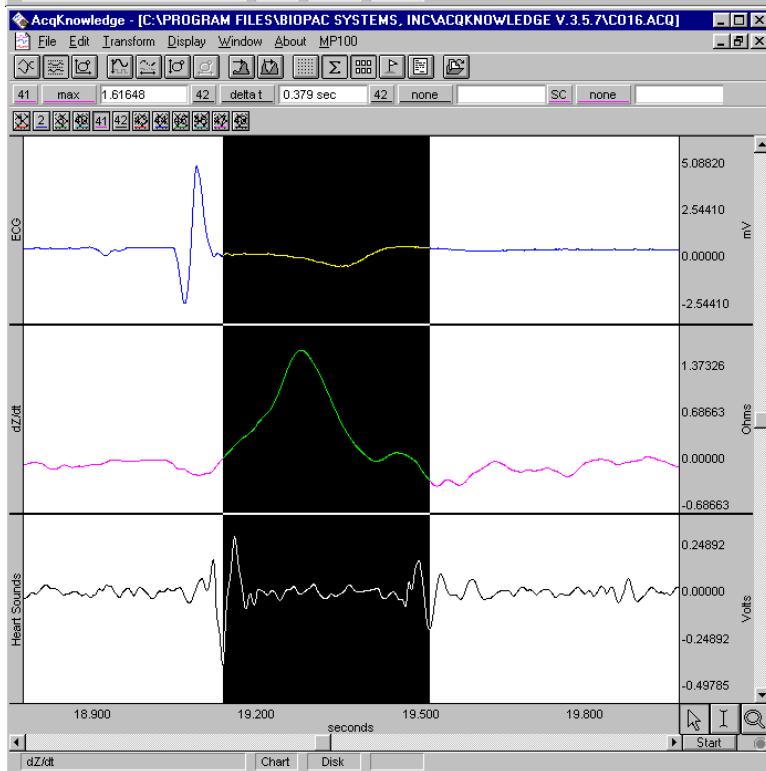 AcqKnowledge - [C:\PROGRAM FILES\BIOPAC SYSTEMS, INC\ACQKNOWLEDGE V.3.5.7\CO16.ACQ]
File Edit Transform Display Window About MP100
41 max 1.61648 42 delta t 0.379 sec 42 none SC none
2 41 42
ECG
5.08820
2.54410
0.00000
-2.54410
mV
dZ/dt
1.37326
0.68663
0.00000
-0.68663
Ohms
Heart Sounds
0.24892
0.00000
-0.24892
-0.49785
Volts
18.900 19.200 19.500 19.800
seconds
Start
dZ/dt Chart Disk